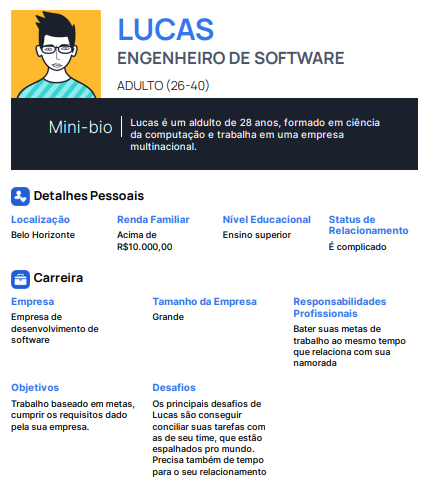 LUCAS
ENGENHEIRO DE SOFTWARE
ADULTO (26-40)
Mini-bio
Lucas é um aldulto de 28 anos, formado em ciência
da computação e trabalha em uma empresa
multinacional.
Detalhes Pessoais
Localização
Belo Horizonte
Renda Familiar
Acima de
R$10.000,00
Nível Educacional
Ensino superior
Status de
Relacionamento
É complicado
Carreira
Empresa
Empresa de
desenvolvimento de
software
Tamanho da Empresa
Grande
Responsabilidades
Profissionais
Bater suas metas de
trabalho ao mesmo tempo
que relaciona com sua
namorada
Objetivos
Trabalho baseado em metas,
cumprir os requisitos dado
pela sua empresa.
Desafios
Os principais desafios de
Lucas são conseguir
conciliar suas tarefas com
as de seu time, que estão
espalhados pro mundo.
Precisa também de tempo
para o seu relacionamento